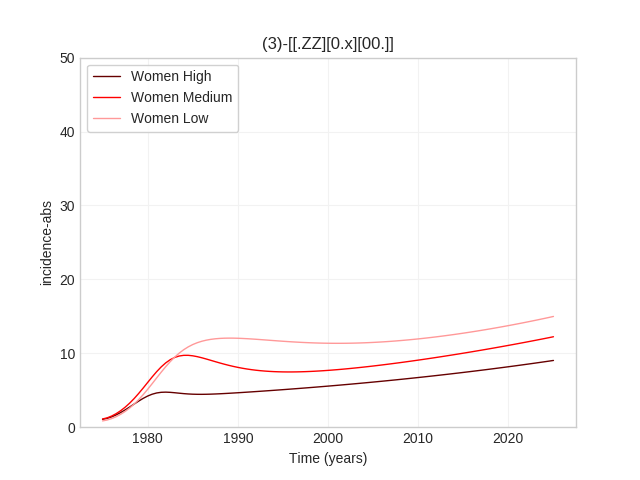 (3)-[[.ZZ][0.x][00.]]
50
40
30
20
10
0
incidence-abs
Women High
Women Medium
Women Low
1980
1990
2000
2010
2020
Time (years)